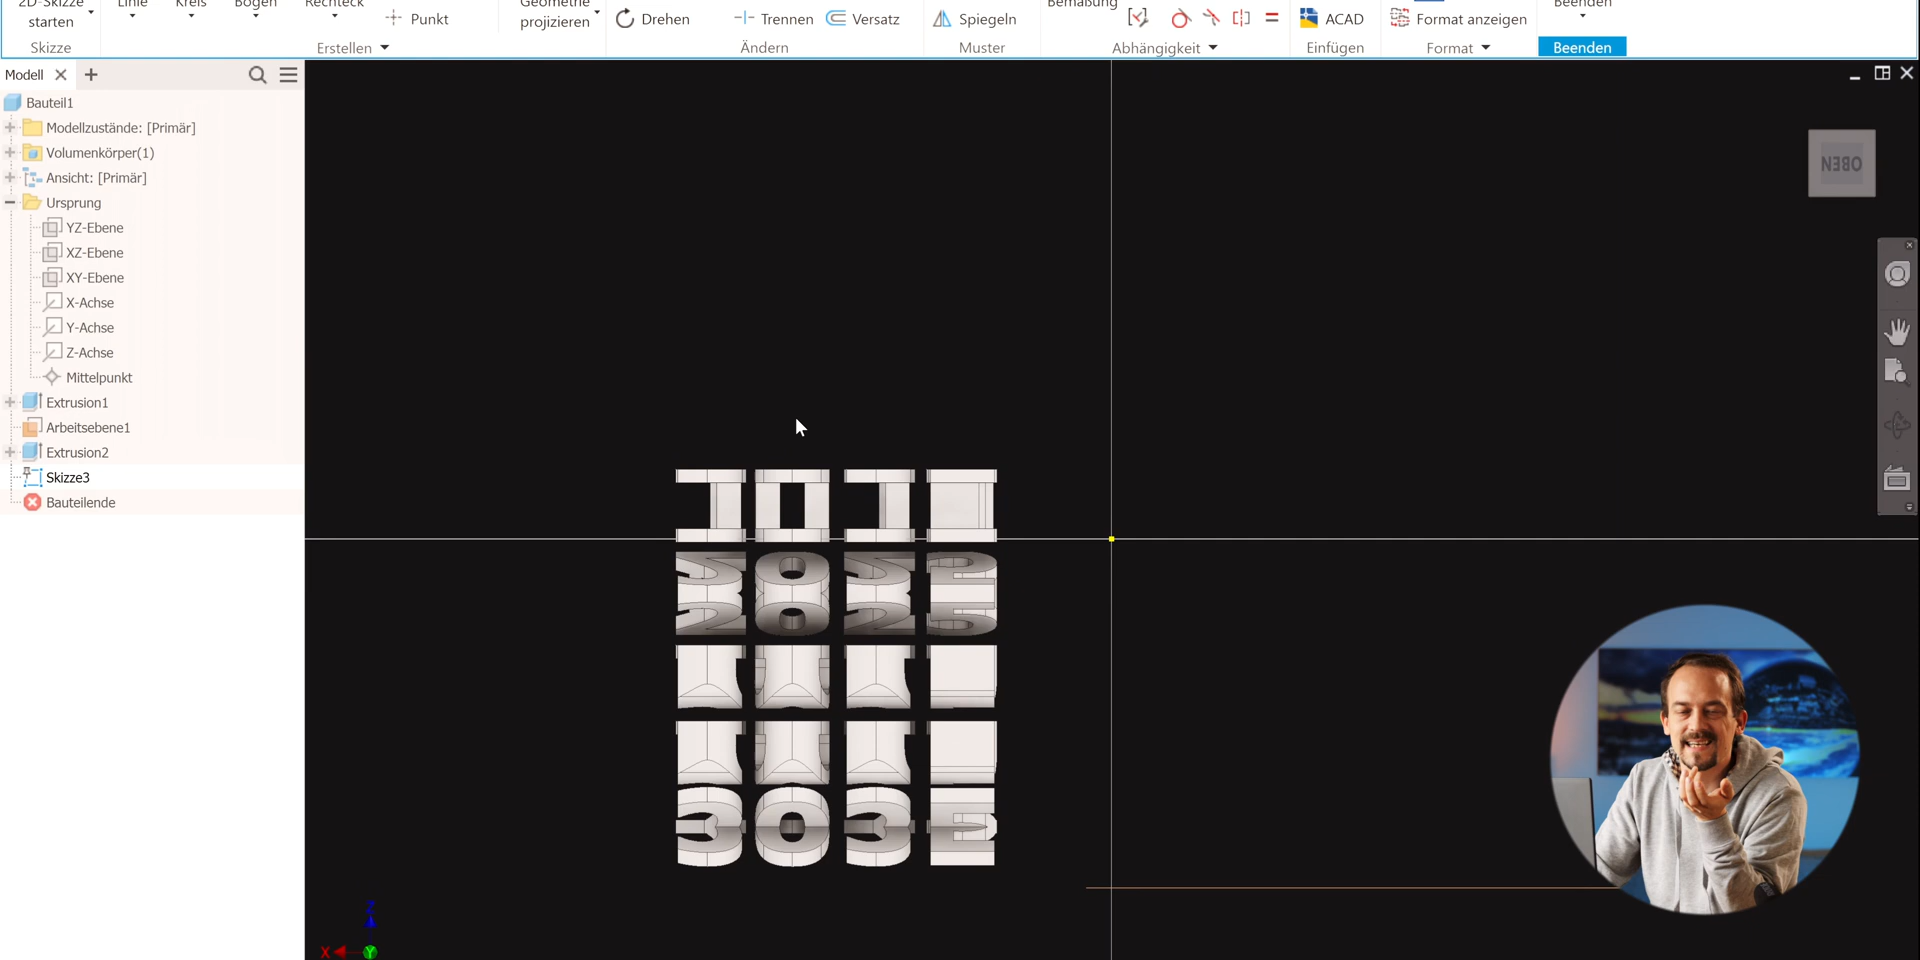 2D-Skizze Linie Kreis Bogen Rechteck Geometrie Bemaßung Beenden
starten Punkt projizieren Drehen Trennen Versatz Spiegeln ACAD Format anzeigen
Skizze Erstellen Ändern Muster Abhängigkeit Einfügen Format Beenden
Modell
Bauteil1
Modellzustände: [Primär]
Volumenkörper(1)
Ansicht: [Primär]
Ursprung
YZ-Ebene
XZ-Ebene
XY-Ebene
X-Achse
Y-Achse
Z-Achse
Mittelpunkt
Extrusion1
Arbeitsebene1
Extrusion2
Skizze3
Bauteilende
OBEN
X
Y